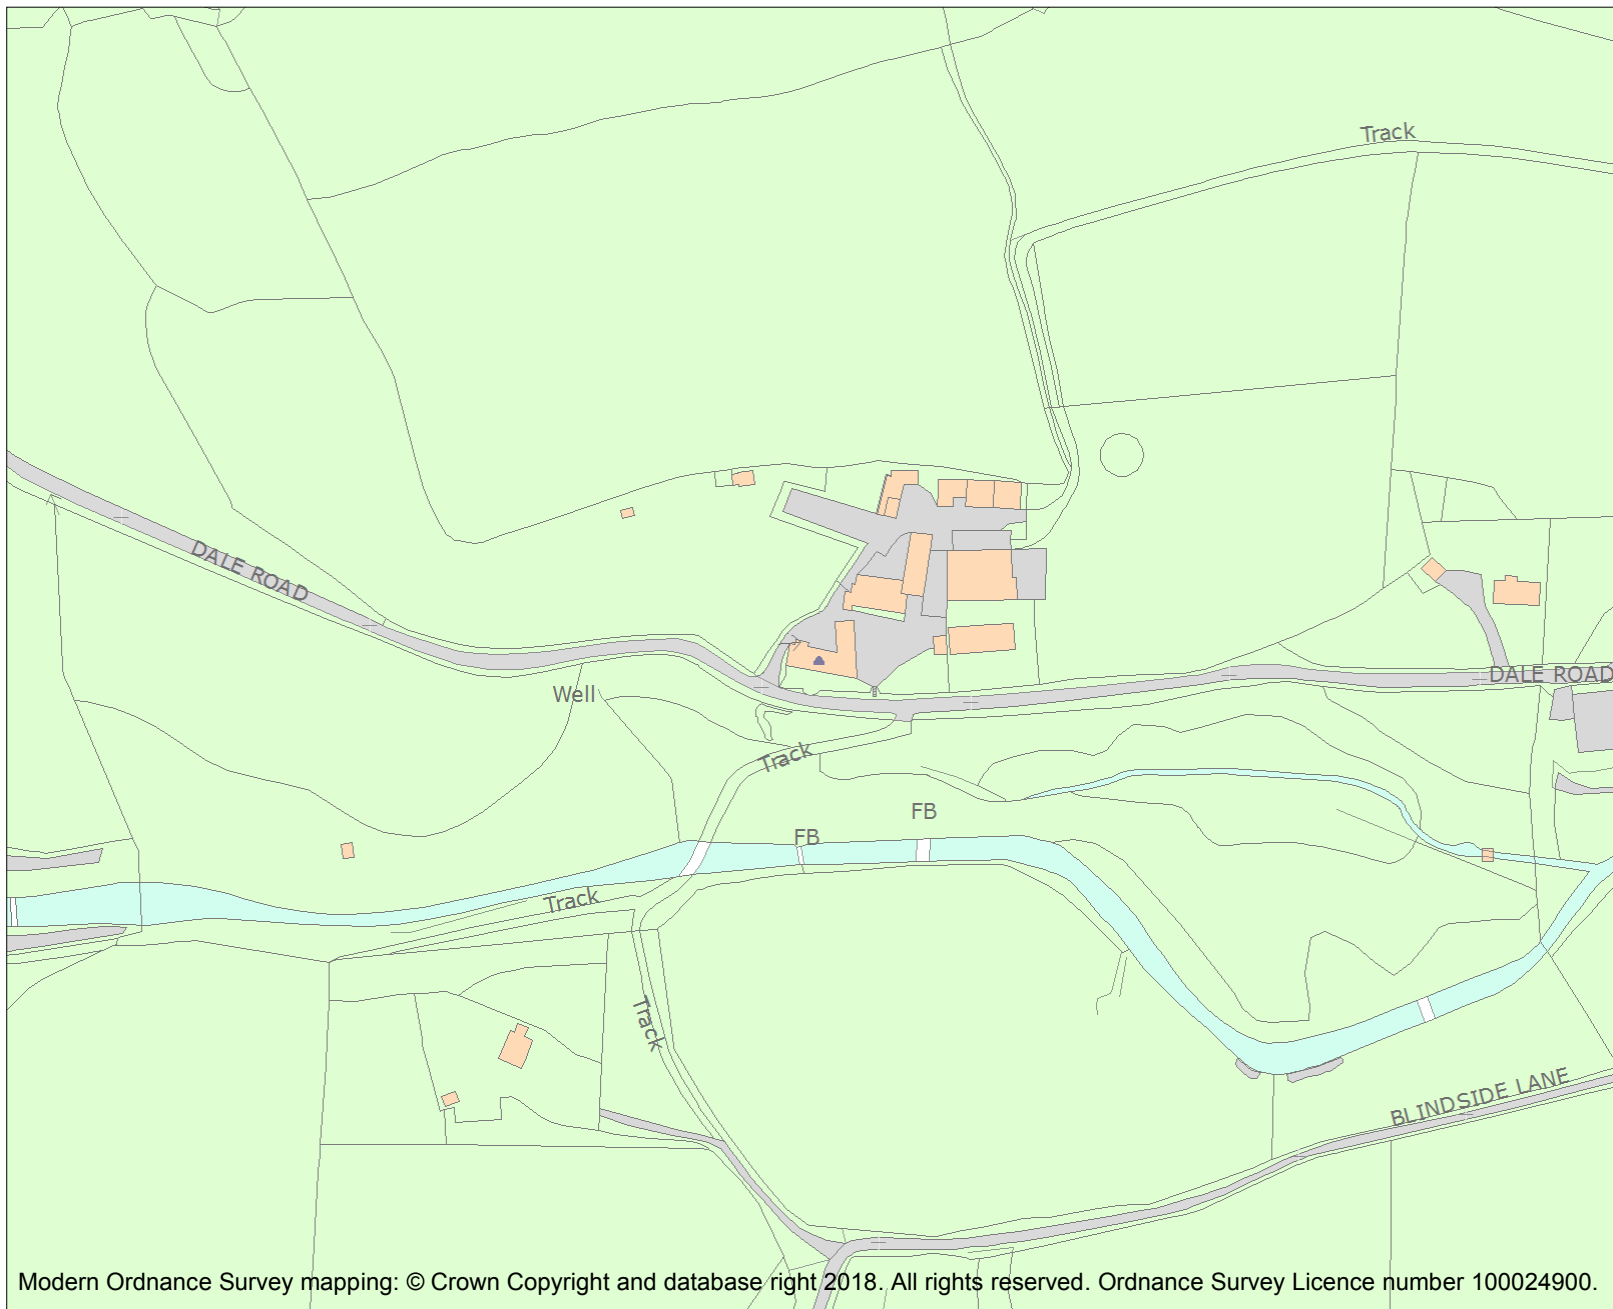 Track
DALE ROAD
Well
DALE ROAD
Track
FB
FB
Track
Track
BLINDSIDE LANE
Modern Ordnance Survey mapping: © Crown Copyright and database right 2018. All rights reserved. Ordnance Survey Licence number 100024900.